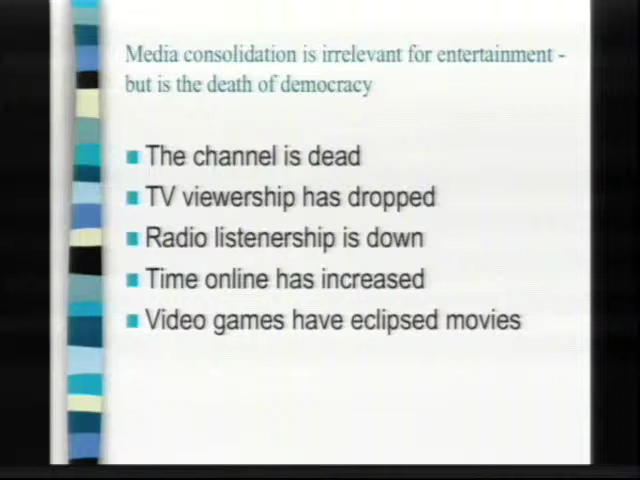 Media consolidation is irrelevant for entertainment -
but is the death of democracy
The channel is dead
TV viewership has dropped
Radio listenership is down
Time online has increased
Video games have eclipsed movies